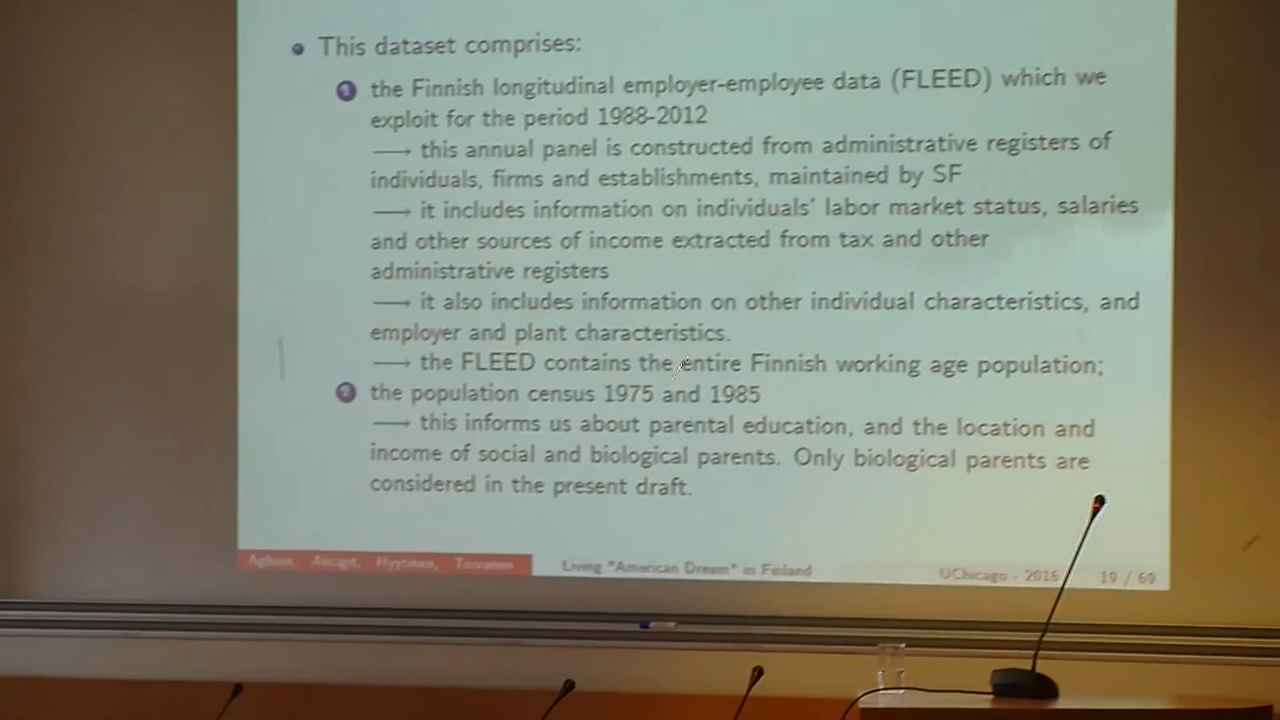 This dataset comprises:
1 the Finnish longitudinal employer-employee data (FLEED) which we
exploit for the period 1988-2012
⟶ this annual panel is constructed from administrative registers of
individuals, firms and establishments, maintained by SF
⟶ it includes information on individuals' labor market status, salaries
and other sources of income extracted from tax and other
administrative registers
⟶ it also includes information on other individual characteristics, and
employer and plant characteristics.
⟶ the FLEED contains the entire Finnish working age population;
2 the population census 1975 and 1985
⟶ this informs us about parental education, and the location and
income of social and biological parents. Only biological parents are
considered in the present draft.
Living "American Dream" in Finland
UChicago - 2016
19 / 69